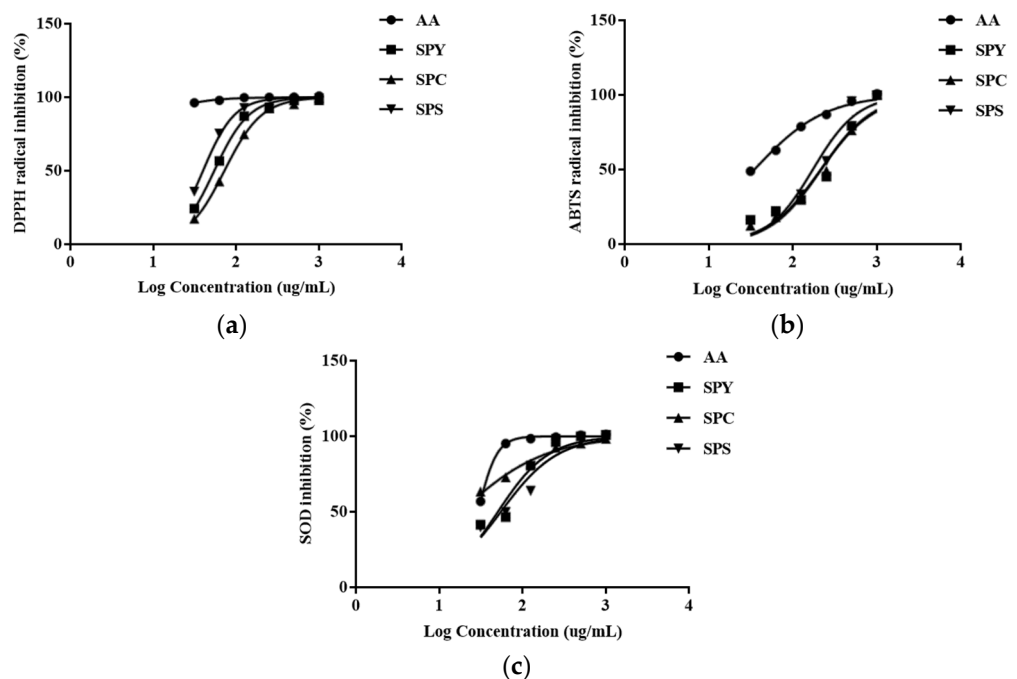 150
100
50
0
DPPH radical inhibition (%)
0 1 2 3 4
Log Concentration (ug/mL)
AA
SPY
SPC
SPS
(a)
150
100
50
0
ABTS radical inhibition (%)
0 1 2 3 4
Log Concentration (ug/mL)
AA
SPY
SPC
SPS
(b)
150
100
50
0
SOD inhibition (%)
0 1 2 3 4
Log Concentration (ug/mL)
AA
SPY
SPC
SPS
(c)